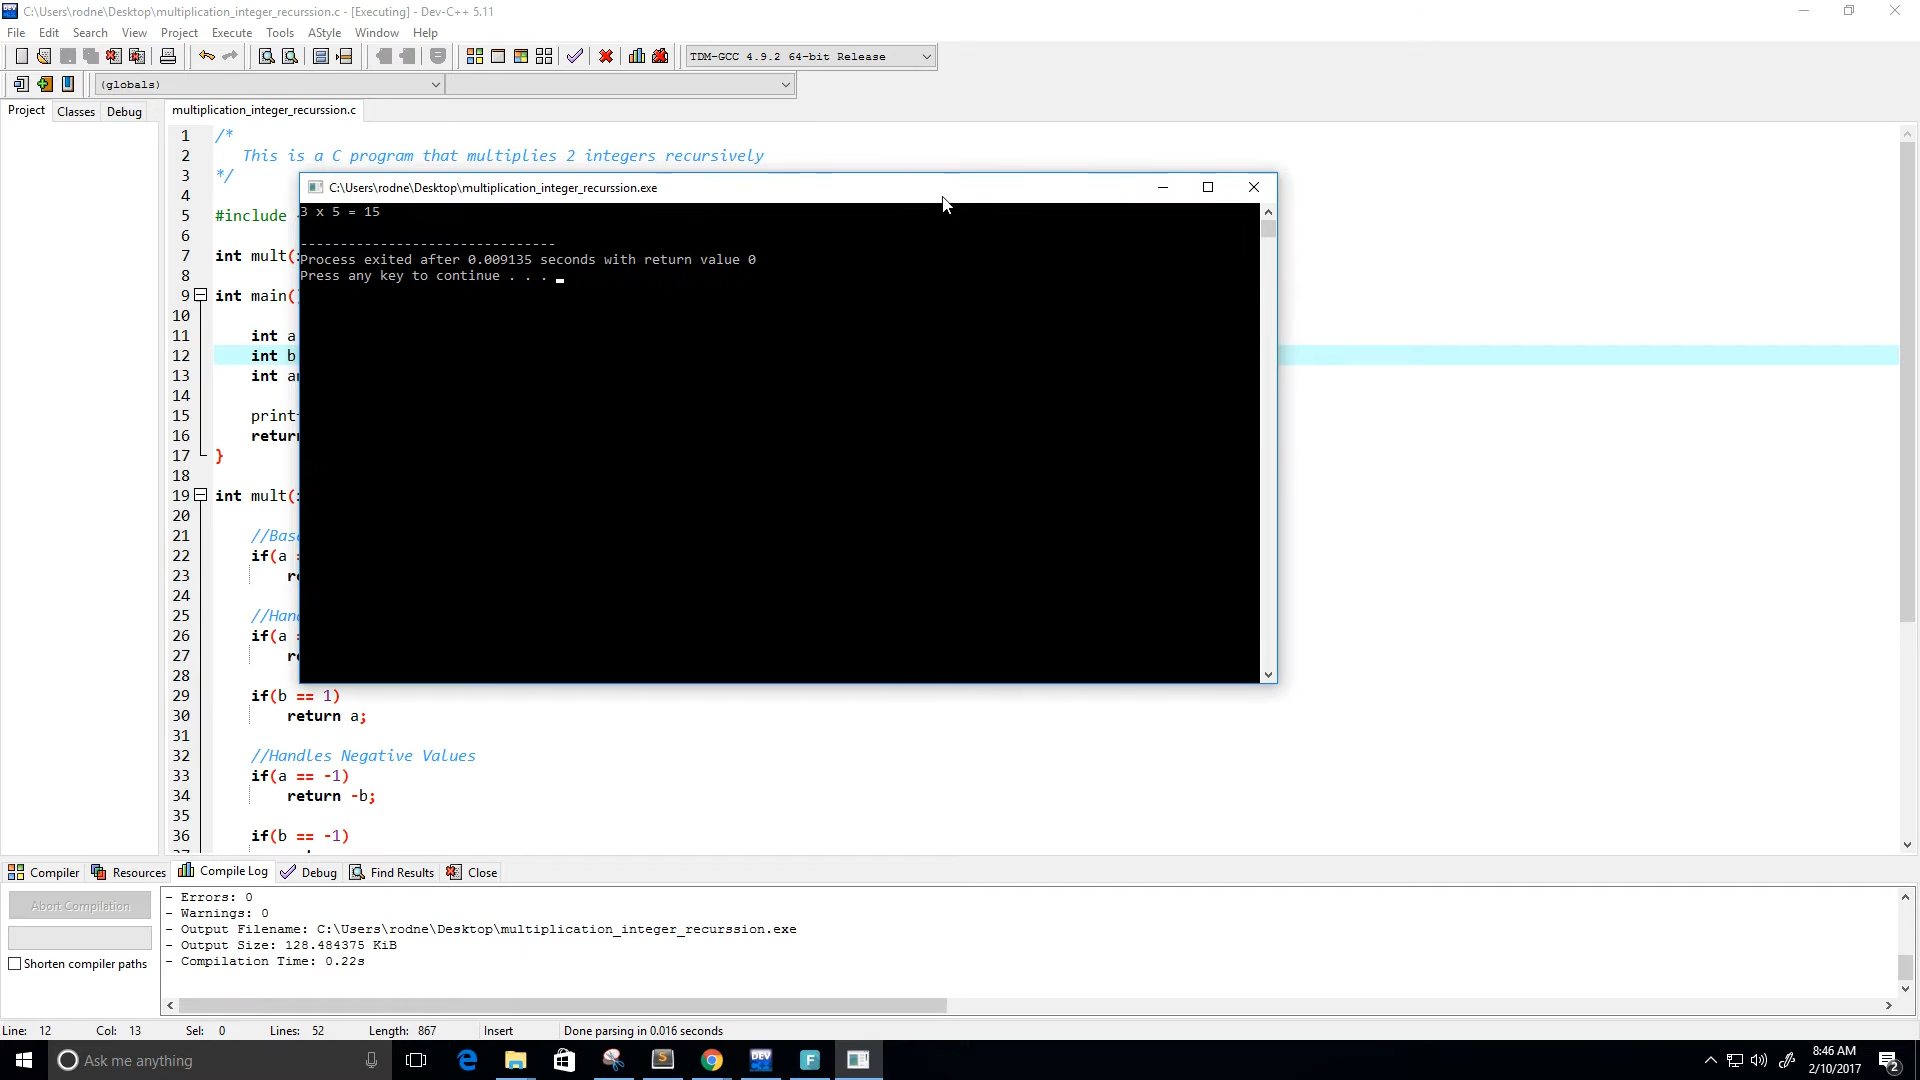 C:\Users\rodne\Desktop\multiplication_integer_recurssion.c - [Executing] - Dev-C++ 5.11
File Edit Search View Project Execute Tools AStyle Window Help
TDM-GCC 4.9.2 64-bit Release
(globals)
Project Classes Debug multiplication_integer_recurssion.c
1 /*
2 This is a C program that multiplies 2 integers recursively
3 */
C:\Users\rodne\Desktop\multiplication_integer_recurssion.exe
3 x 5 = 15
--------------------------------
Process exited after 0.009135 seconds with return value 0
Press any key to continue . . .
4
5 #include
6
7 int mult(
8
9 int main(
10
11 int a
12 int b
13 int a
14
15 print
16 return
17 }
18
19 int mult(
20
21 //Bas
22 if(a
23 r
24
25 //Han
26 if(a
27 r
28
29 if(b == 1)
30 return a;
31
32 //Handles Negative Values
33 if(a == -1)
34 return -b;
35
36 if(b == -1)
Compiler Resources Compile Log Debug Find Results Close
Abort Compilation
Shorten compiler paths
- Errors: 0
- Warnings: 0
- Output Filename: C:\Users\rodne\Desktop\multiplication_integer_recurssion.exe
- Output Size: 128.484375 KiB
- Compilation Time: 0.22s
Line: 12 Col: 13 Sel: 0 Lines: 52 Length: 867 Insert Done parsing in 0.016 seconds
Ask me anything
DEV
F
8:46 AM
2/10/2017
2